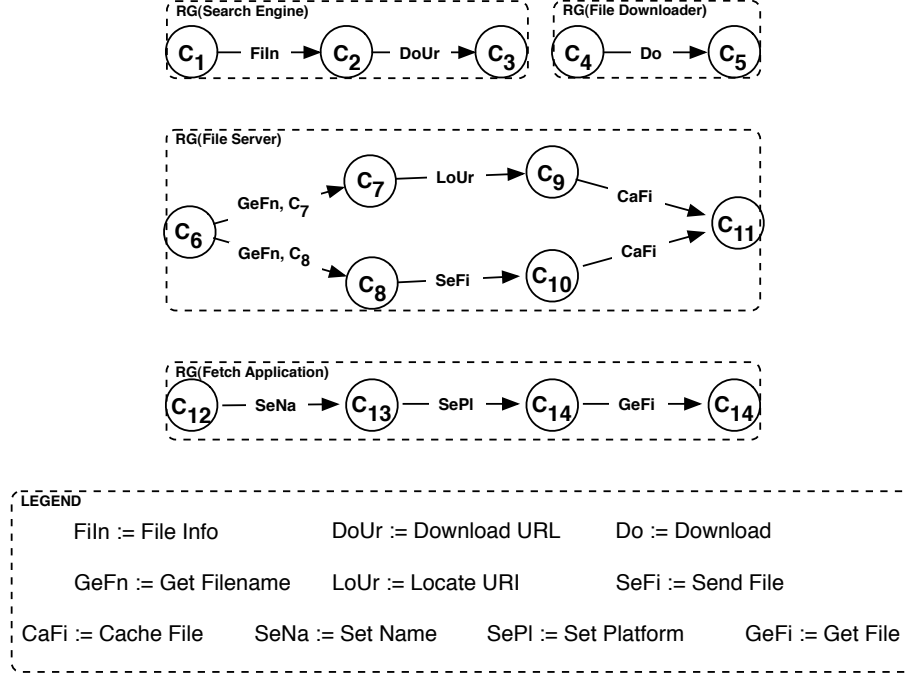 RG(Search Engine)
C1 FiIn C2 DoUr C3
RG(File Downloader)
C4 Do C5
RG(File Server)
C7 LoUr C9
GeFn, C7 CaFi
C6 C11
GeFn, C8 CaFi
C8 SeFi C10
RG(Fetch Application)
C12 SeNa C13 SePl C14 GeFi C14
LEGEND
FiIn := File Info DoUr := Download URL Do := Download
GeFn := Get Filename LoUr := Locate URI SeFi := Send File
CaFi := Cache File SeNa := Set Name SePl := Set Platform GeFi := Get File